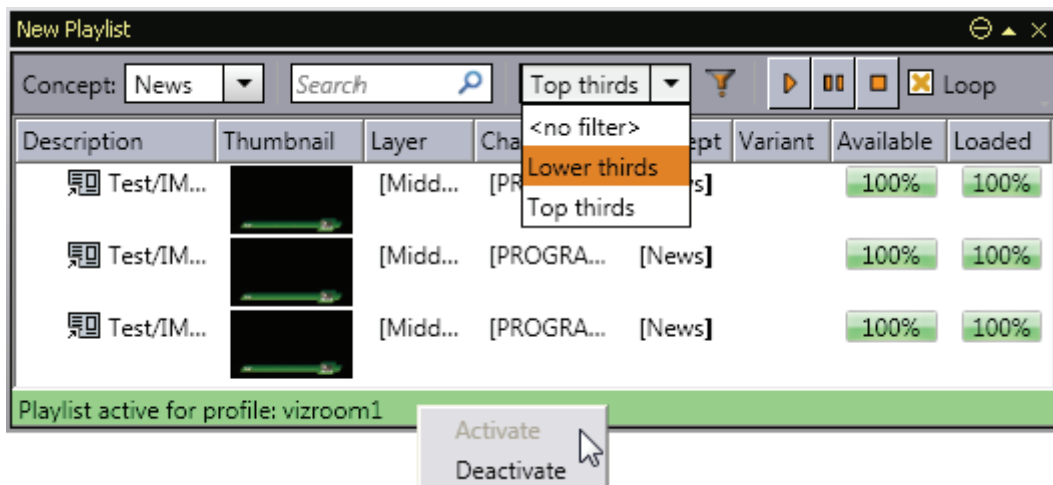 New Playlist
Concept: News Search Top thirds Loop
<no filter>
Lower thirds
Top thirds
Description Thumbnail Layer Cha ept Variant Available Loaded
Test/IM... [Midd... [PR s] 100% 100%
Test/IM... [Midd... [PROGRA... [News] 100% 100%
Test/IM... [Midd... [PROGRA... [News] 100% 100%
Playlist active for profile: vizroom1
Activate
Deactivate